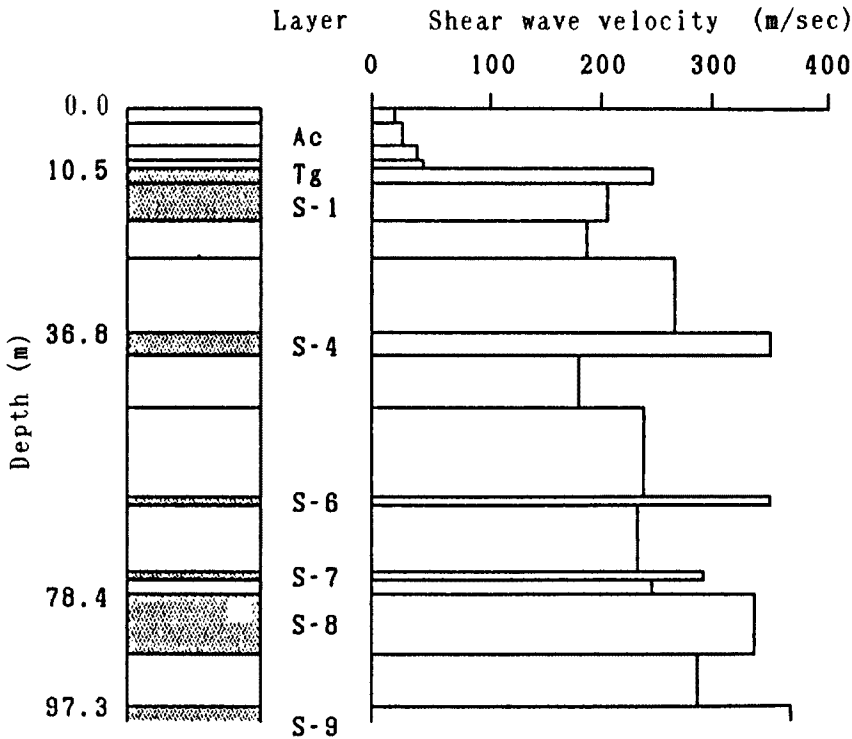 Layer Shear wave velocity (m/sec)
0 100 200 300 400
0.0
Ac
10.5 Tg
S-1
36.8 S-4
Depth (m)
S-6
S-7
78.4
S-8
97.3
S-9